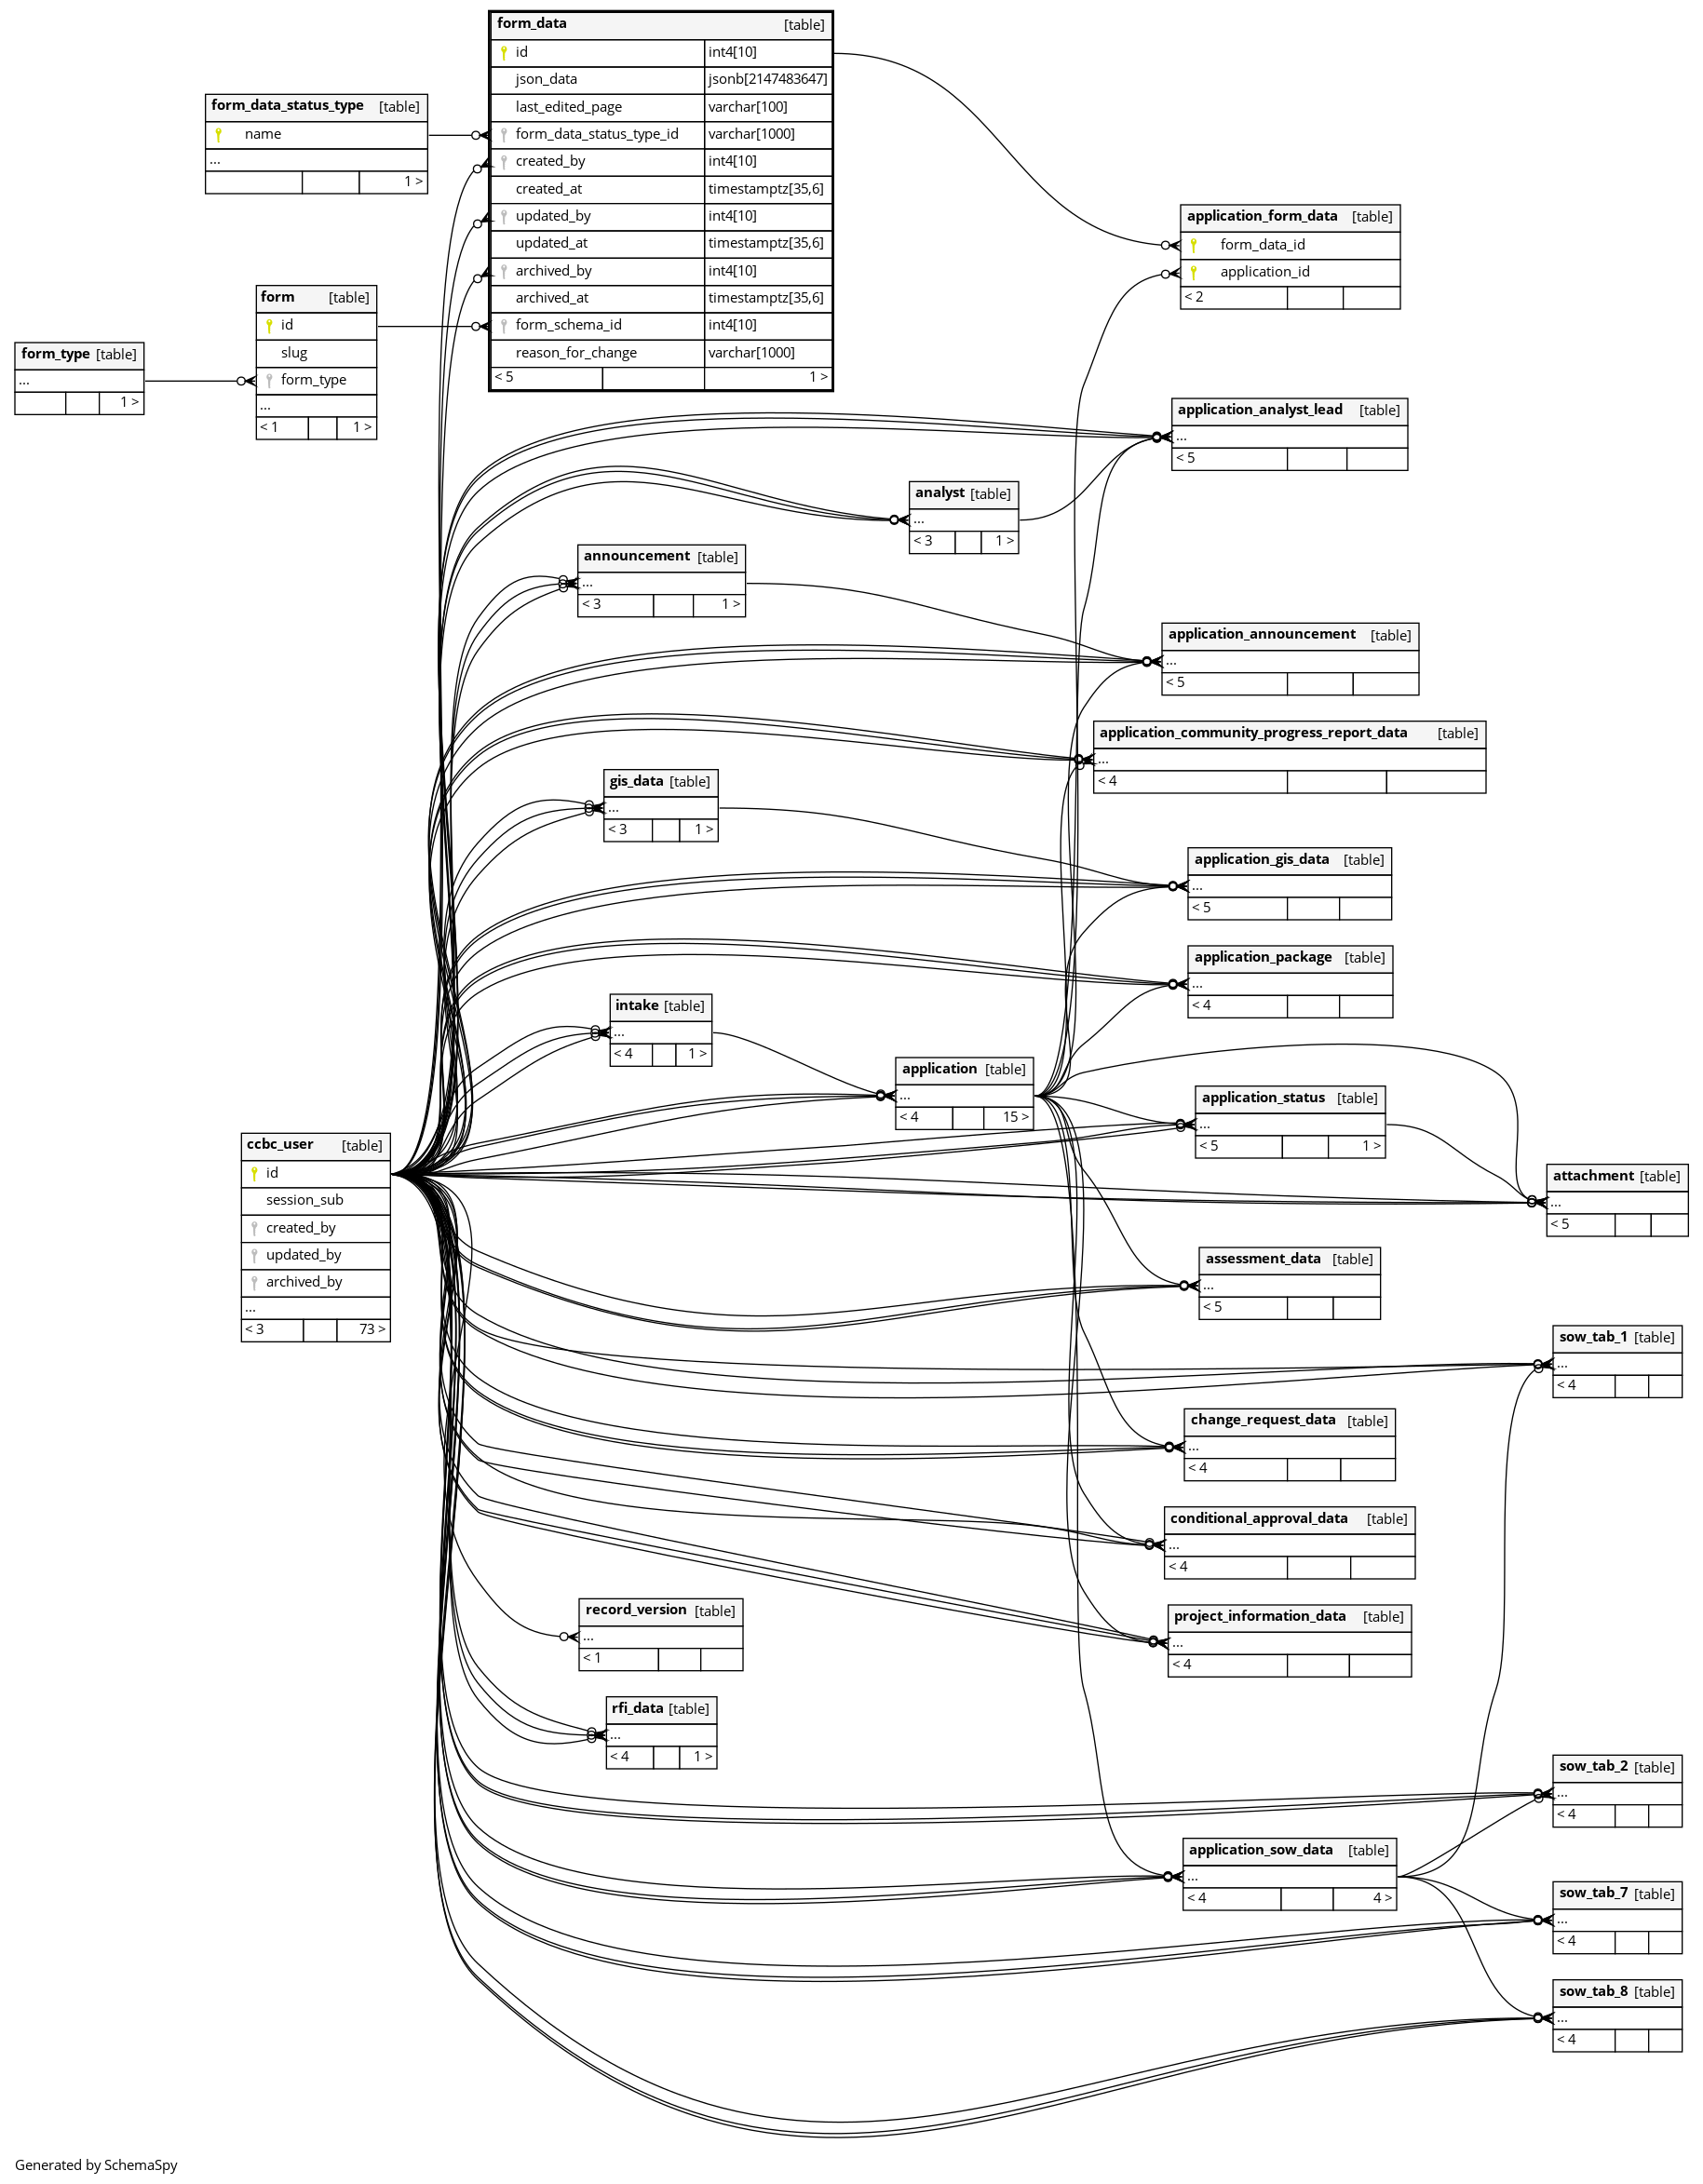 form_data [table]
id int4[10]
json_data jsonb[2147483647]
last_edited_page varchar[100]
form_data_status_type_id varchar[1000]
created_by int4[10]
created_at timestamptz[35,6]
updated_by int4[10]
updated_at timestamptz[35,6]
archived_by int4[10]
archived_at timestamptz[35,6]
form_schema_id int4[10]
reason_for_change varchar[1000]
< 5 1 >
form_data_status_type [table]
name
...
1 >
form [table]
id
slug
form_type
...
< 1 1 >
form_type [table]
...
1 >
application_form_data [table]
form_data_id
application_id
< 2
application_analyst_lead [table]
...
< 5
analyst [table]
...
< 3 1 >
announcement [table]
...
< 3 1 >
application_announcement [table]
...
< 5
application_community_progress_report_data [table]
...
< 4
gis_data [table]
...
< 3 1 >
application_gis_data [table]
...
< 5
application_package [table]
...
< 4
intake [table]
...
< 4 1 >
application [table]
...
< 4 15 >
application_status [table]
...
< 5 1 >
ccbc_user [table]
id
session_sub
created_by
updated_by
archived_by
...
< 3 73 >
attachment [table]
...
< 5
assessment_data [table]
...
< 5
sow_tab_1 [table]
...
< 4
change_request_data [table]
...
< 4
conditional_approval_data [table]
...
< 4
record_version [table]
...
< 1
project_information_data [table]
...
< 4
rfi_data [table]
...
< 4 1 >
sow_tab_2 [table]
...
< 4
application_sow_data [table]
...
< 4 4 >
sow_tab_7 [table]
...
< 4
sow_tab_8 [table]
...
< 4
Generated by SchemaSpy